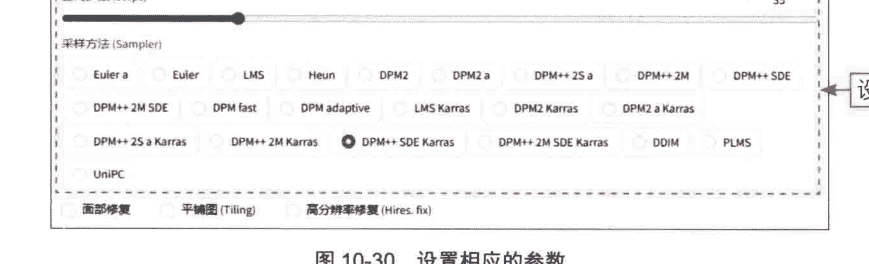 35
采样方法 (Sampler)
Euler a Euler LMS Heun DPM2 DPM2 a DPM++ 2S a DPM++ 2M DPM++ SDE
设
DPM++ 2M SDE DPM fast DPM adaptive LMS Karras DPM2 Karras DPM2 a Karras
DPM++ 2S a Karras DPM++ 2M Karras DPM++ SDE Karras DPM++ 2M SDE Karras DDIM PLMS
UniPC
面部修复 平铺图 (Tiling) 高分辨率修复 (Hires. fix)
图 10-30 设置相应的参数